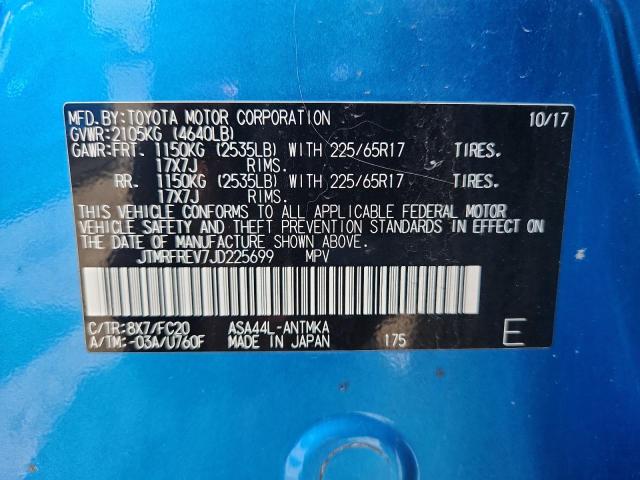 MFD.BY:TOYOTA MOTOR CORPORATION 10/17
GVWR:2105KG (4640LB)
GAWR:FRT. 1150KG (2535LB) WITH 225/65R17 TIRES.
17X7J RIMS.
RR. 1150KG (2535LB) WITH 225/65R17 TIRES.
17X7J RIMS.
THIS VEHICLE CONFORMS TO ALL APPLICABLE FEDERAL MOTOR
VEHICLE SAFETY AND THEFT PREVENTION STANDARDS IN EFFECT ON
THE DATE OF MANUFACTURE SHOWN ABOVE.
JTMRFREV7JD225699 MPV
C/TR:8X7/FC20 ASA44L-ANTMKA
A/TM:-03A/U760F MADE IN JAPAN 175 E